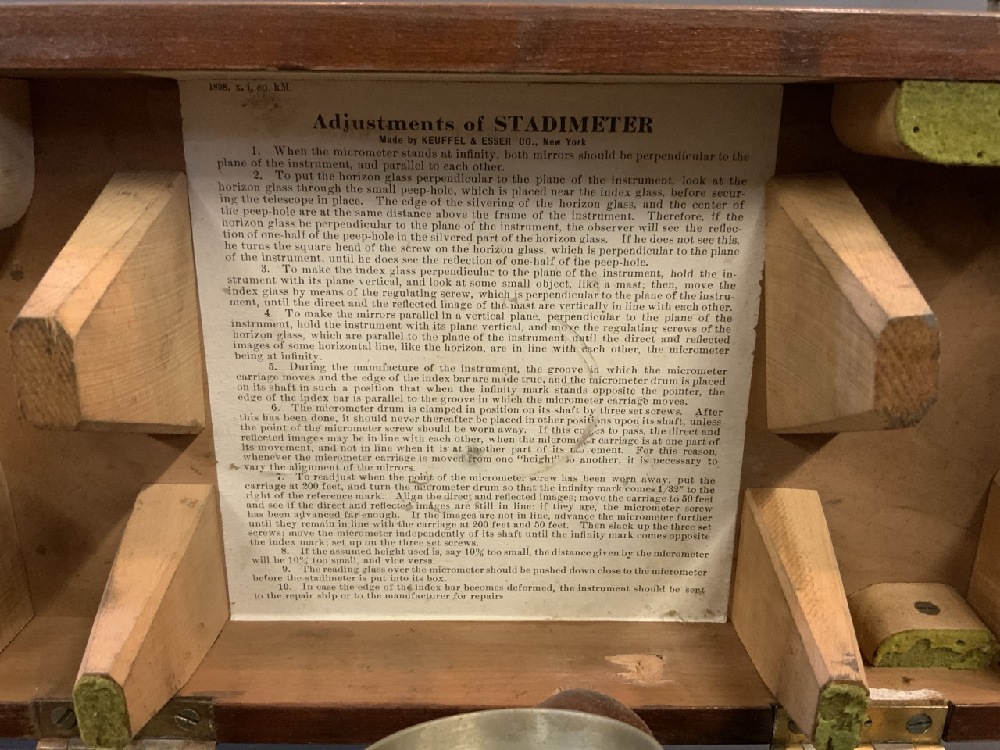 1898. x. i. eo. kM.
Adjustments of STADIMETER
Made by KEUFFEL & ESSER CO., New York
1. When the micrometer stands at infinity, both mirrors should be perpendicular to the
plane of the instrument, and parallel to each other.
2. To put the horizon glass perpendicular to the plane of the instrument, look at the
horizon glass through the small peep-hole, which is placed near the index glass, before secur-
ing the telescope in place. The edge of the silvering of the horizon glass, and the center of
the peep-hole are at the same distance above the frame of the instrument. Therefore, if the
horizon glass be perpendicular to the plane of the instrument, the observer will see the reflec-
tion of one-half of the peep-hole in the silvered part of the horizon glass. If he does not see this,
he turns the square head of the screw on the horizon glass, which is perpendicular to the plane
of the instrument, until he does see the reflection of one-half of the peep-hole.
3. To make the index glass perpendicular to the plane of the instrument, hold the in-
strument with its plane vertical, and look at some small object, like a mast; then, move the
index glass by means of the regulating screw, which is perpendicular to the plane of the instru-
ment, until the direct and the reflected image of the mast are vertically in line with each other.
4. To make the mirrors parallel in a vertical plane, perpendicular to the plane of the
instrument, hold the instrument with its plane vertical, and move the regulating screws of the
horizon glass, which are parallel to the plane of the instrument until the direct and reflected
images of some horizontal line, like the horizon, are in line with each other, the micrometer
being at infinity.
5. During the manufacture of the instrument, the groove in which the micrometer
carriage moves and the edge of the index bar are made true, and the micrometer drum is placed
on its shaft in such a position that when the infinity mark stands opposite the pointer, the
edge of the index bar is parallel to the groove in which the micrometer carriage moves.
6. The micrometer drum is clamped in position on its shaft by three set screws. After
this has been done, it should never thereafter be placed in other positions upon its shaft, unless
the point of the micrometer screw should be worn away. If this comes to pass, the direct and
reflected images may be in line with each other, when the micrometer carriage is at one part of
its movement, and not in line when it is at another part of its movement. For this reason,
whenever the micrometer carriage is moved from one "height" to another, it is necessary to
vary the alignment of the mirrors.
7. To readjust when the point of the micrometer screw has been worn away, put the
carriage at 200 feet, and turn the micrometer drum so that the infinity mark comes 1/32" to the
right of the reference mark. Align the direct and reflected images; move the carriage to 50 feet
and see if the direct and reflected images are still in line; if they are, the micrometer screw
has been advanced far enough. If the images are not in line, advance the micrometer further
until they remain in line with the carriage at 200 feet and 50 feet. Then slack up the three set
screws; move the micrometer independently of its shaft until the infinity mark comes opposite
the index mark; set up on the three set screws.
8. If the assumed height used is, say 10% too small, the distance given by the micrometer
will be 10% too small, and vice versa.
9. The reading glass over the micrometer should be pushed down close to the micrometer
before the stadimeter is put into its box.
10. In case the edge of the index bar becomes deformed, the instrument should be sent
to the repair ship or to the manufacturer for repairs